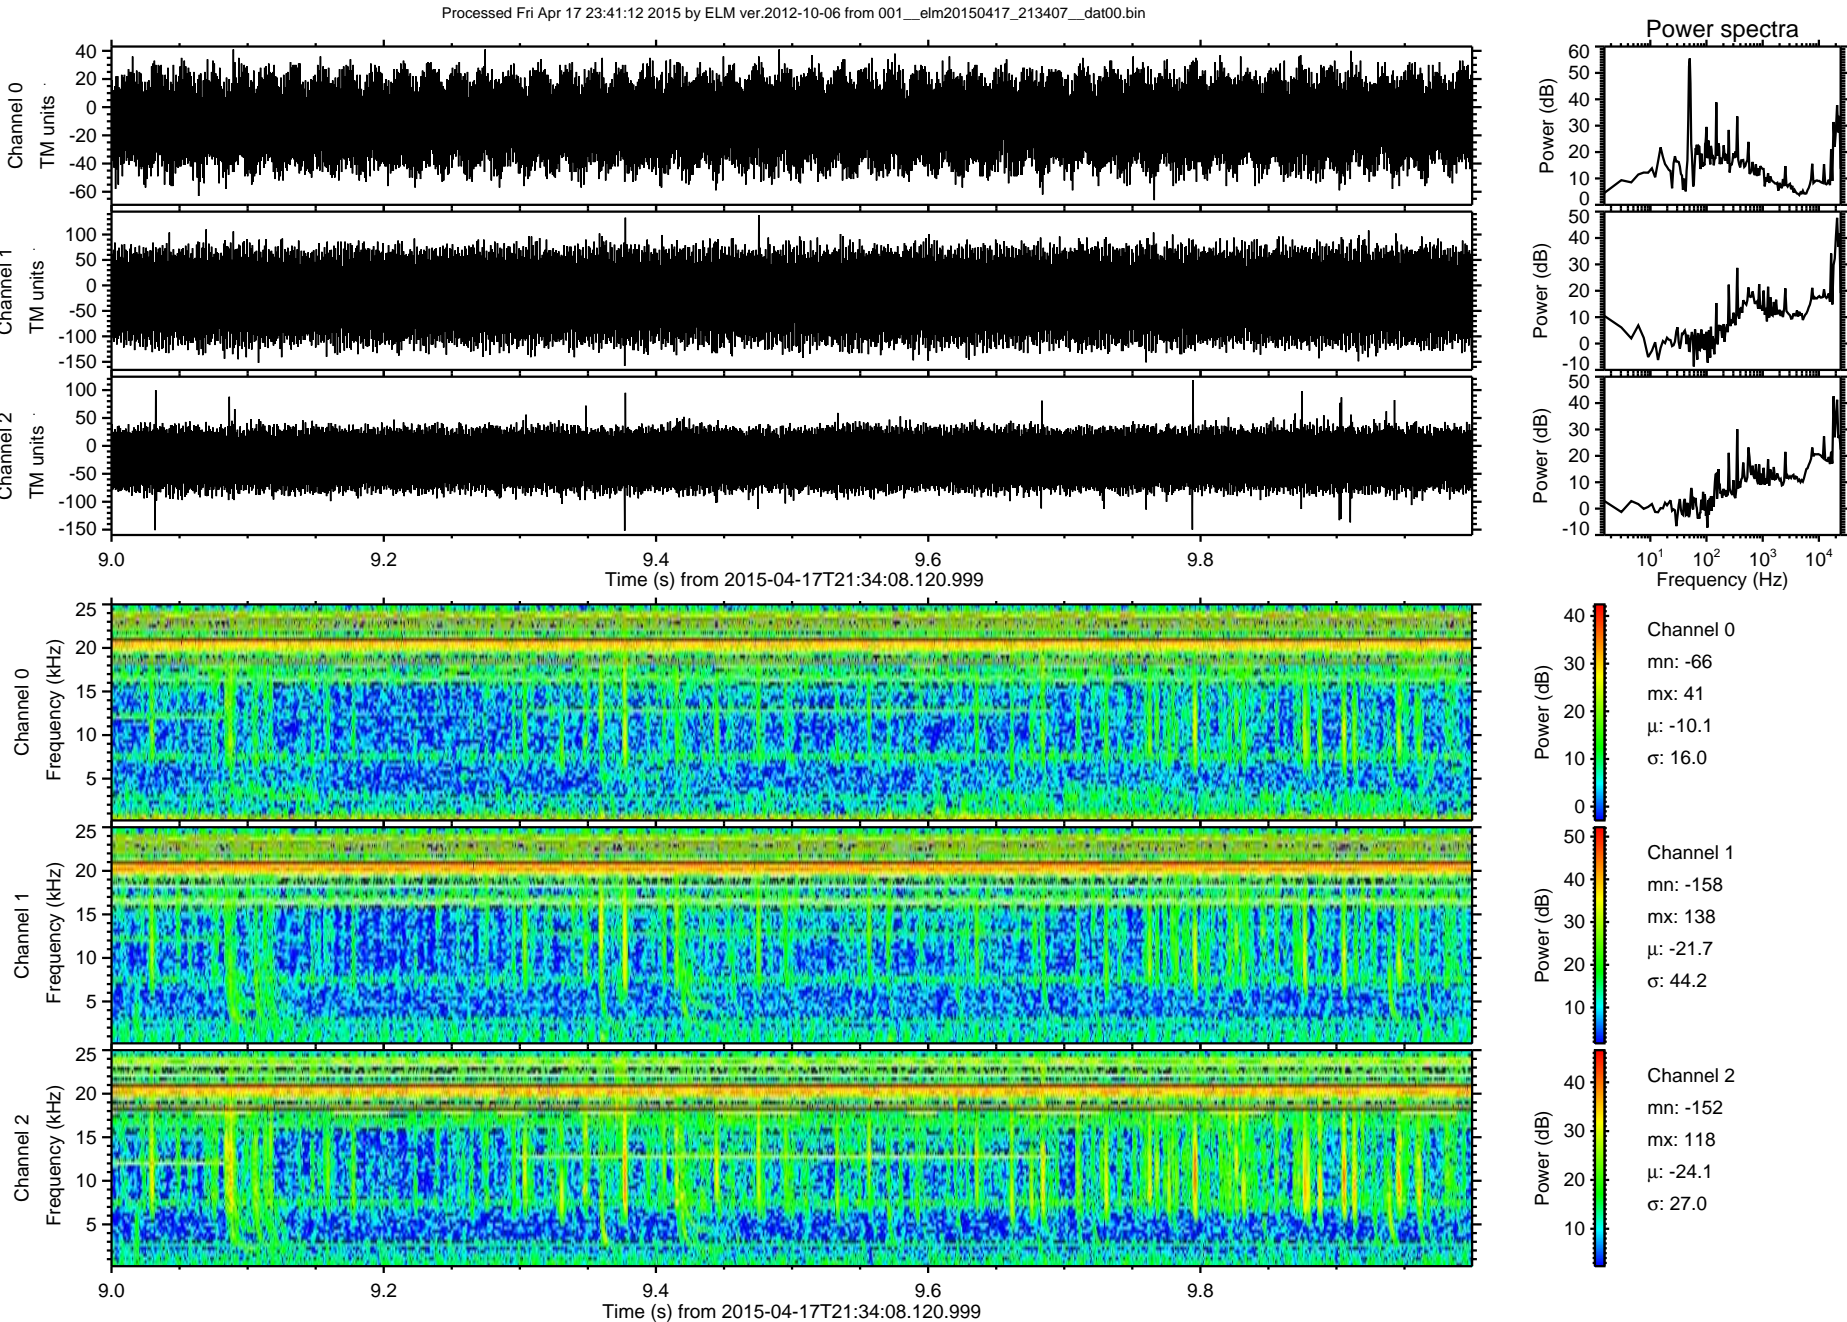 Processed Fri Apr 17 23:41:12 2015 by ELM ver.2012-10-06 from 001__elm20150417_213407__dat00.bin
Power spectra
Channel 0
TM units
40
20
0
-20
-40
-60
Power (dB)
60
50
40
30
20
10
0
Channel 1
TM units
100
50
0
-50
-100
-150
Power (dB)
50
40
30
20
10
0
-10
Channel 2
TM units
100
50
0
-50
-100
-150
Power (dB)
50
40
30
20
10
0
-10
9.0 9.2 9.4 9.6 9.8
Time (s) from 2015-04-17T21:34:08.120.999
10¹ 10² 10³ 10⁴
Frequency (Hz)
Channel 0
Frequency (kHz)
25
20
15
10
5
Power (dB)
40
30
20
10
0
Channel 0
mn: -66
mx: 41
μ: -10.1
σ: 16.0
Channel 1
Frequency (kHz)
25
20
15
10
5
Power (dB)
50
40
30
20
10
Channel 1
mn: -158
mx: 138
μ: -21.7
σ: 44.2
Channel 2
Frequency (kHz)
25
20
15
10
5
Power (dB)
40
30
20
10
Channel 2
mn: -152
mx: 118
μ: -24.1
σ: 27.0
9.0 9.2 9.4 9.6 9.8
Time (s) from 2015-04-17T21:34:08.120.999